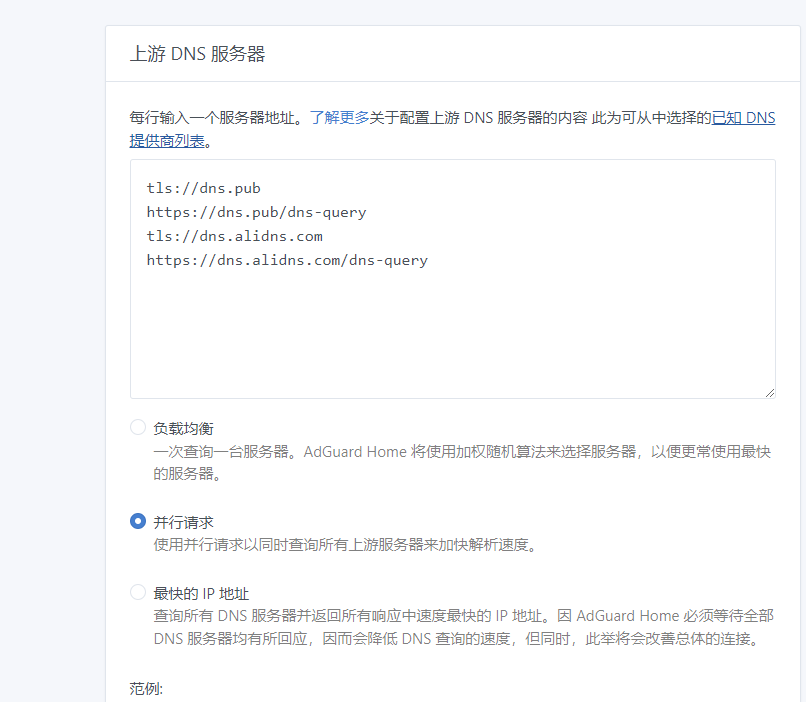 上游 DNS 服务器
每行输入一个服务器地址。了解更多关于配置上游 DNS 服务器的内容 此为可从中选择的已知 DNS
提供商列表。
tls://dns.pub
https://dns.pub/dns-query
tls://dns.alidns.com
https://dns.alidns.com/dns-query
负载均衡
一次查询一台服务器。AdGuard Home 将使用加权随机算法来选择服务器，以便更常使用最快
的服务器。
并行请求
使用并行请求以同时查询所有上游服务器来加快解析速度。
最快的 IP 地址
查询所有 DNS 服务器并返回所有响应中速度最快的 IP 地址。因 AdGuard Home 必须等待全部
DNS 服务器均有所回应，因而会降低 DNS 查询的速度，但同时，此举将会改善总体的连接。
范例: